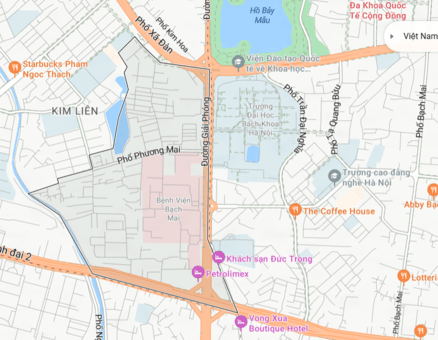 Đường
Hồ Bảy
Mẫu
Đa Khoa Quốc
Tế Cộng Đồng
Việt Nam
Phố Kim Hoa
Phố Xã Đàn
Starbucks Phạm
Ngọc Thạch
Viện Đào tạo Quốc
tế về Khoa học...
KIM LIÊN
Trường
Đại Học
Bách Khoa
Hà Nội
Phố Trần Đại Nghĩa
Phố Tạ Quang Bửu
Phố Bạch Mai
Đường Giải Phóng
Phố Phương Mai
Trường cao đẳng
nghề Hà Nội
Bệnh Viện
Bạch
Mai
The Coffee House
Abby Bạ
nh đai 2
Khách sạn Đức Trọng
Petrolimex
Lotteri
Phố Bạch Mai
Vọng Xưa
Boutique Hotel